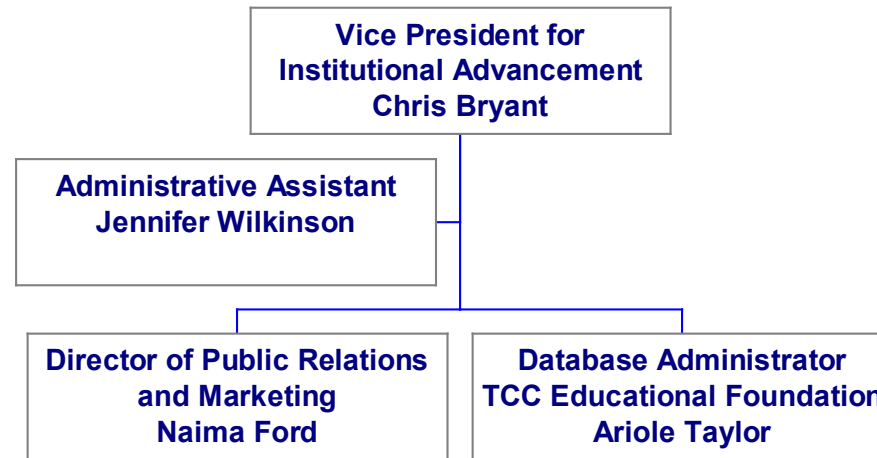 Vice President for
Institutional Advancement
Chris Bryant
Administrative Assistant
Jennifer Wilkinson
Director of Public Relations
and Marketing
Naima Ford
Database Administrator
TCC Educational Foundation
Ariole Taylor